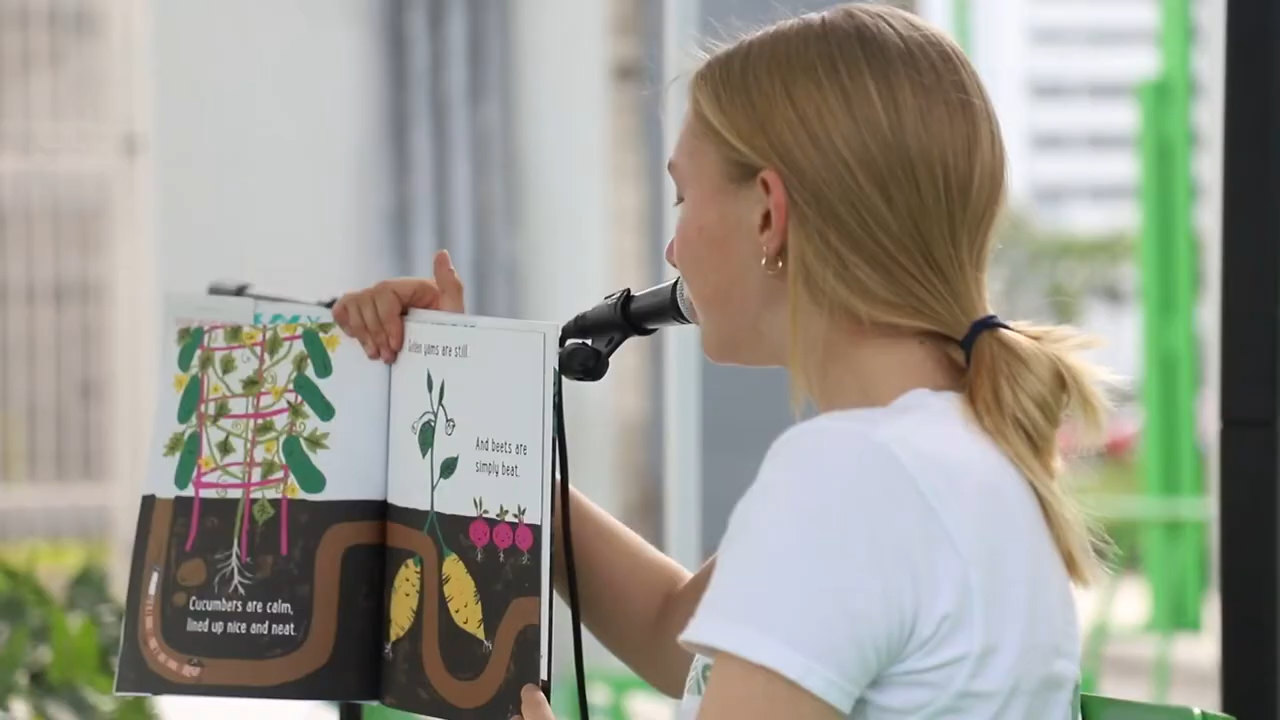 Cucumbers are calm,
lined up nice and neat.
Golden yams are still.
And beets are
simply beat.